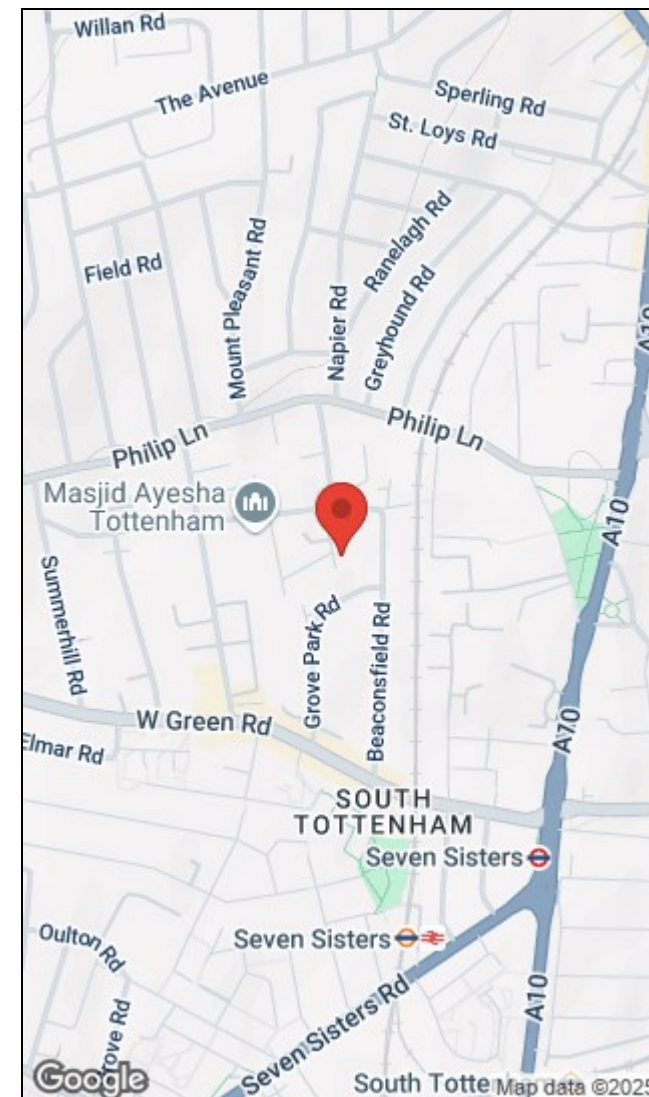 Willan Rd
The Avenue
Sperling Rd
St. Loys Rd
Ranelagh Rd
Field Rd
Mount Pleasant Rd
Napier Rd
Greyhound Rd
A10
Philip Ln
Philip Ln
Masjid Ayesha
Tottenham
A10
Summerhill Rd
Grove Park Rd
Beaconsfield Rd
W Green Rd
Elmar Rd
A10
SOUTH
TOTTENHAM
Seven Sisters
Seven Sisters
Oulton Rd
Seven Sisters Rd
A10
Google
South Totte
Map data ©2025